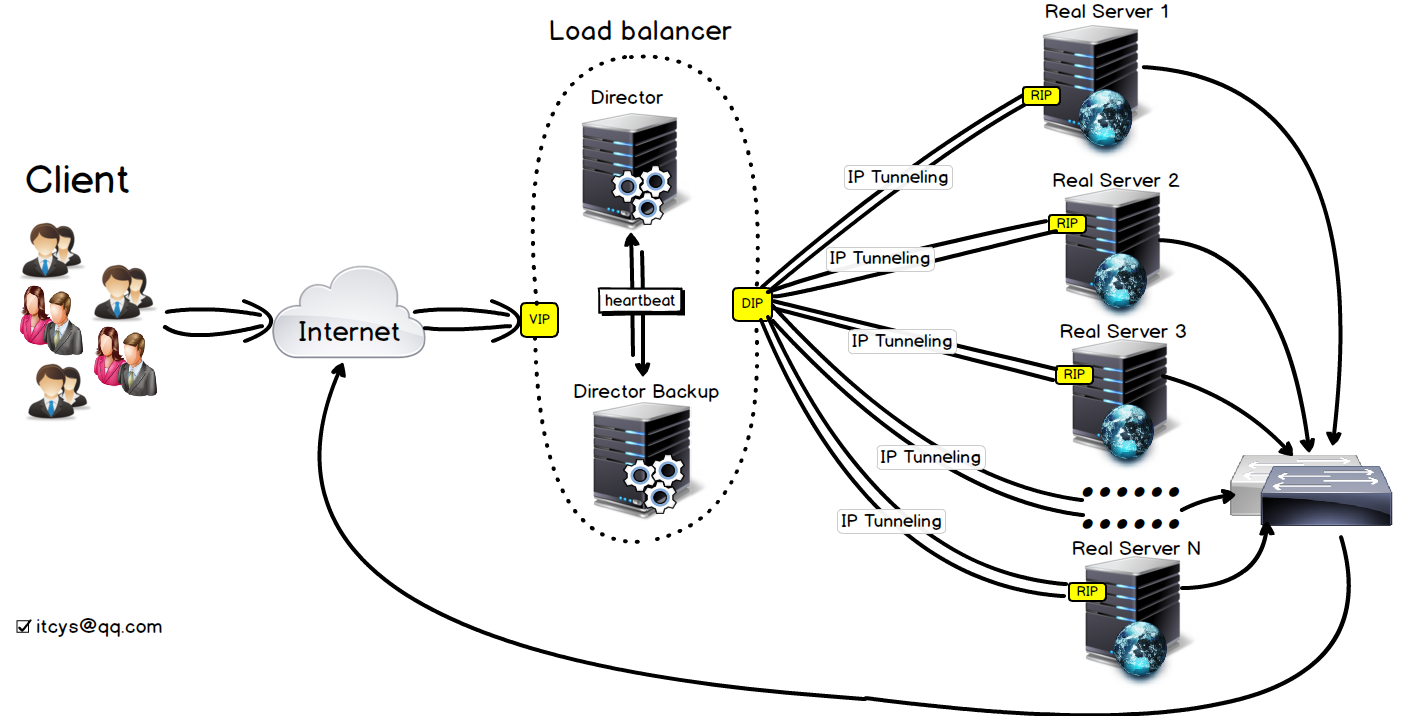 Load balancer
Real Server 1
Director
RIP
Client
IP Tunneling
Real Server 2
RIP
IP Tunneling
heartbeat
DIP
VIP
Internet
Real Server 3
IP Tunneling
RIP
Director Backup
IP Tunneling
IP Tunneling
Real Server N
RIP
itcys@qq.com